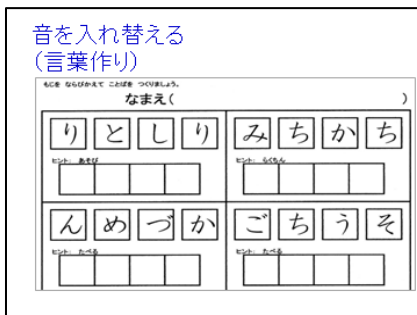 音を入れ替える
(言葉作り)
もじを ならびかえて ことばを つくりましょう。
なまえ( )
りとしり
みちかち
ヒント: あそび
ヒント: らくちん
んめづか
ごちうそ
ヒント: たべる
ヒント: たべる